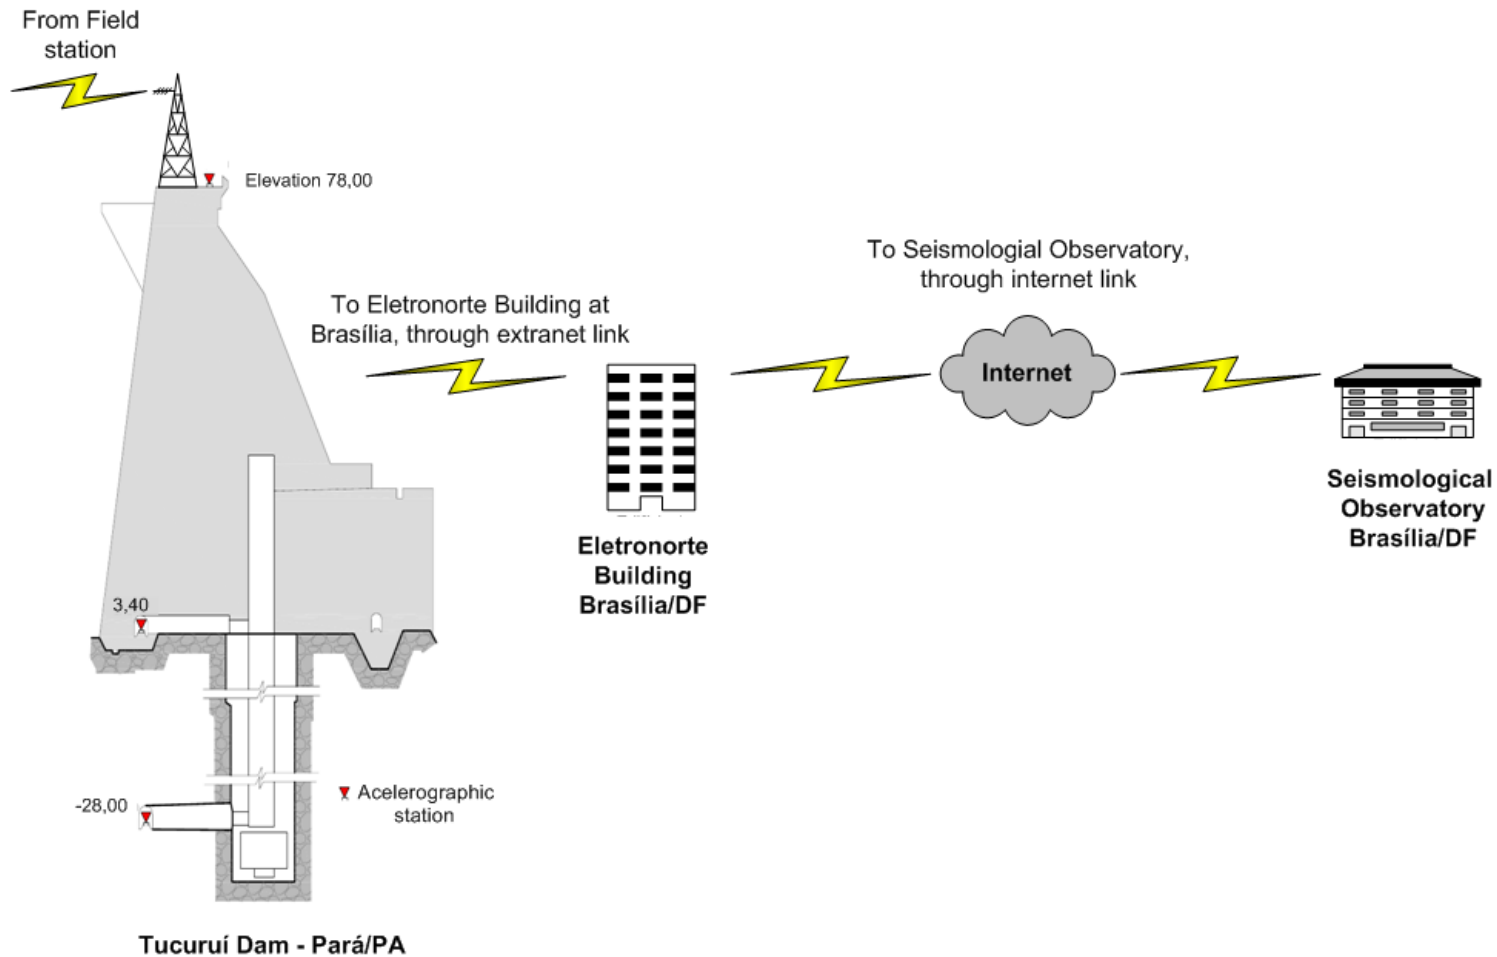 From Field
station
Elevation 78,00
To Seismologial Observatory,
through internet link
To Eletronorte Building at
Brasília, through extranet link
Internet
Seismological
Observatory
Brasília/DF
Eletronorte
Building
Brasília/DF
3,40
-28,00
Acelerographic
station
Tucuruí Dam - Pará/PA